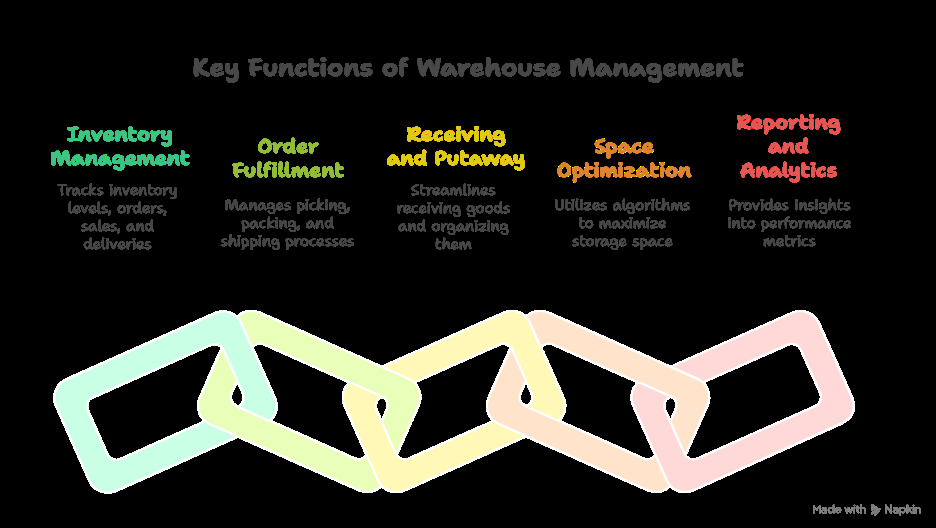 Key Functions of Warehouse Management
Inventory
Management
Tracks inventory
levels, orders,
sales, and
deliveries
Order
Fulfillment
Manages picking,
packing, and
shipping processes
Receiving
and Putaway
Streamlines
receiving goods
and organizing
them
Space
Optimization
Utilizes algorithms
to maximize
storage space
Reporting
and
Analytics
Provides insights
into performance
metrics
Made with Napkin